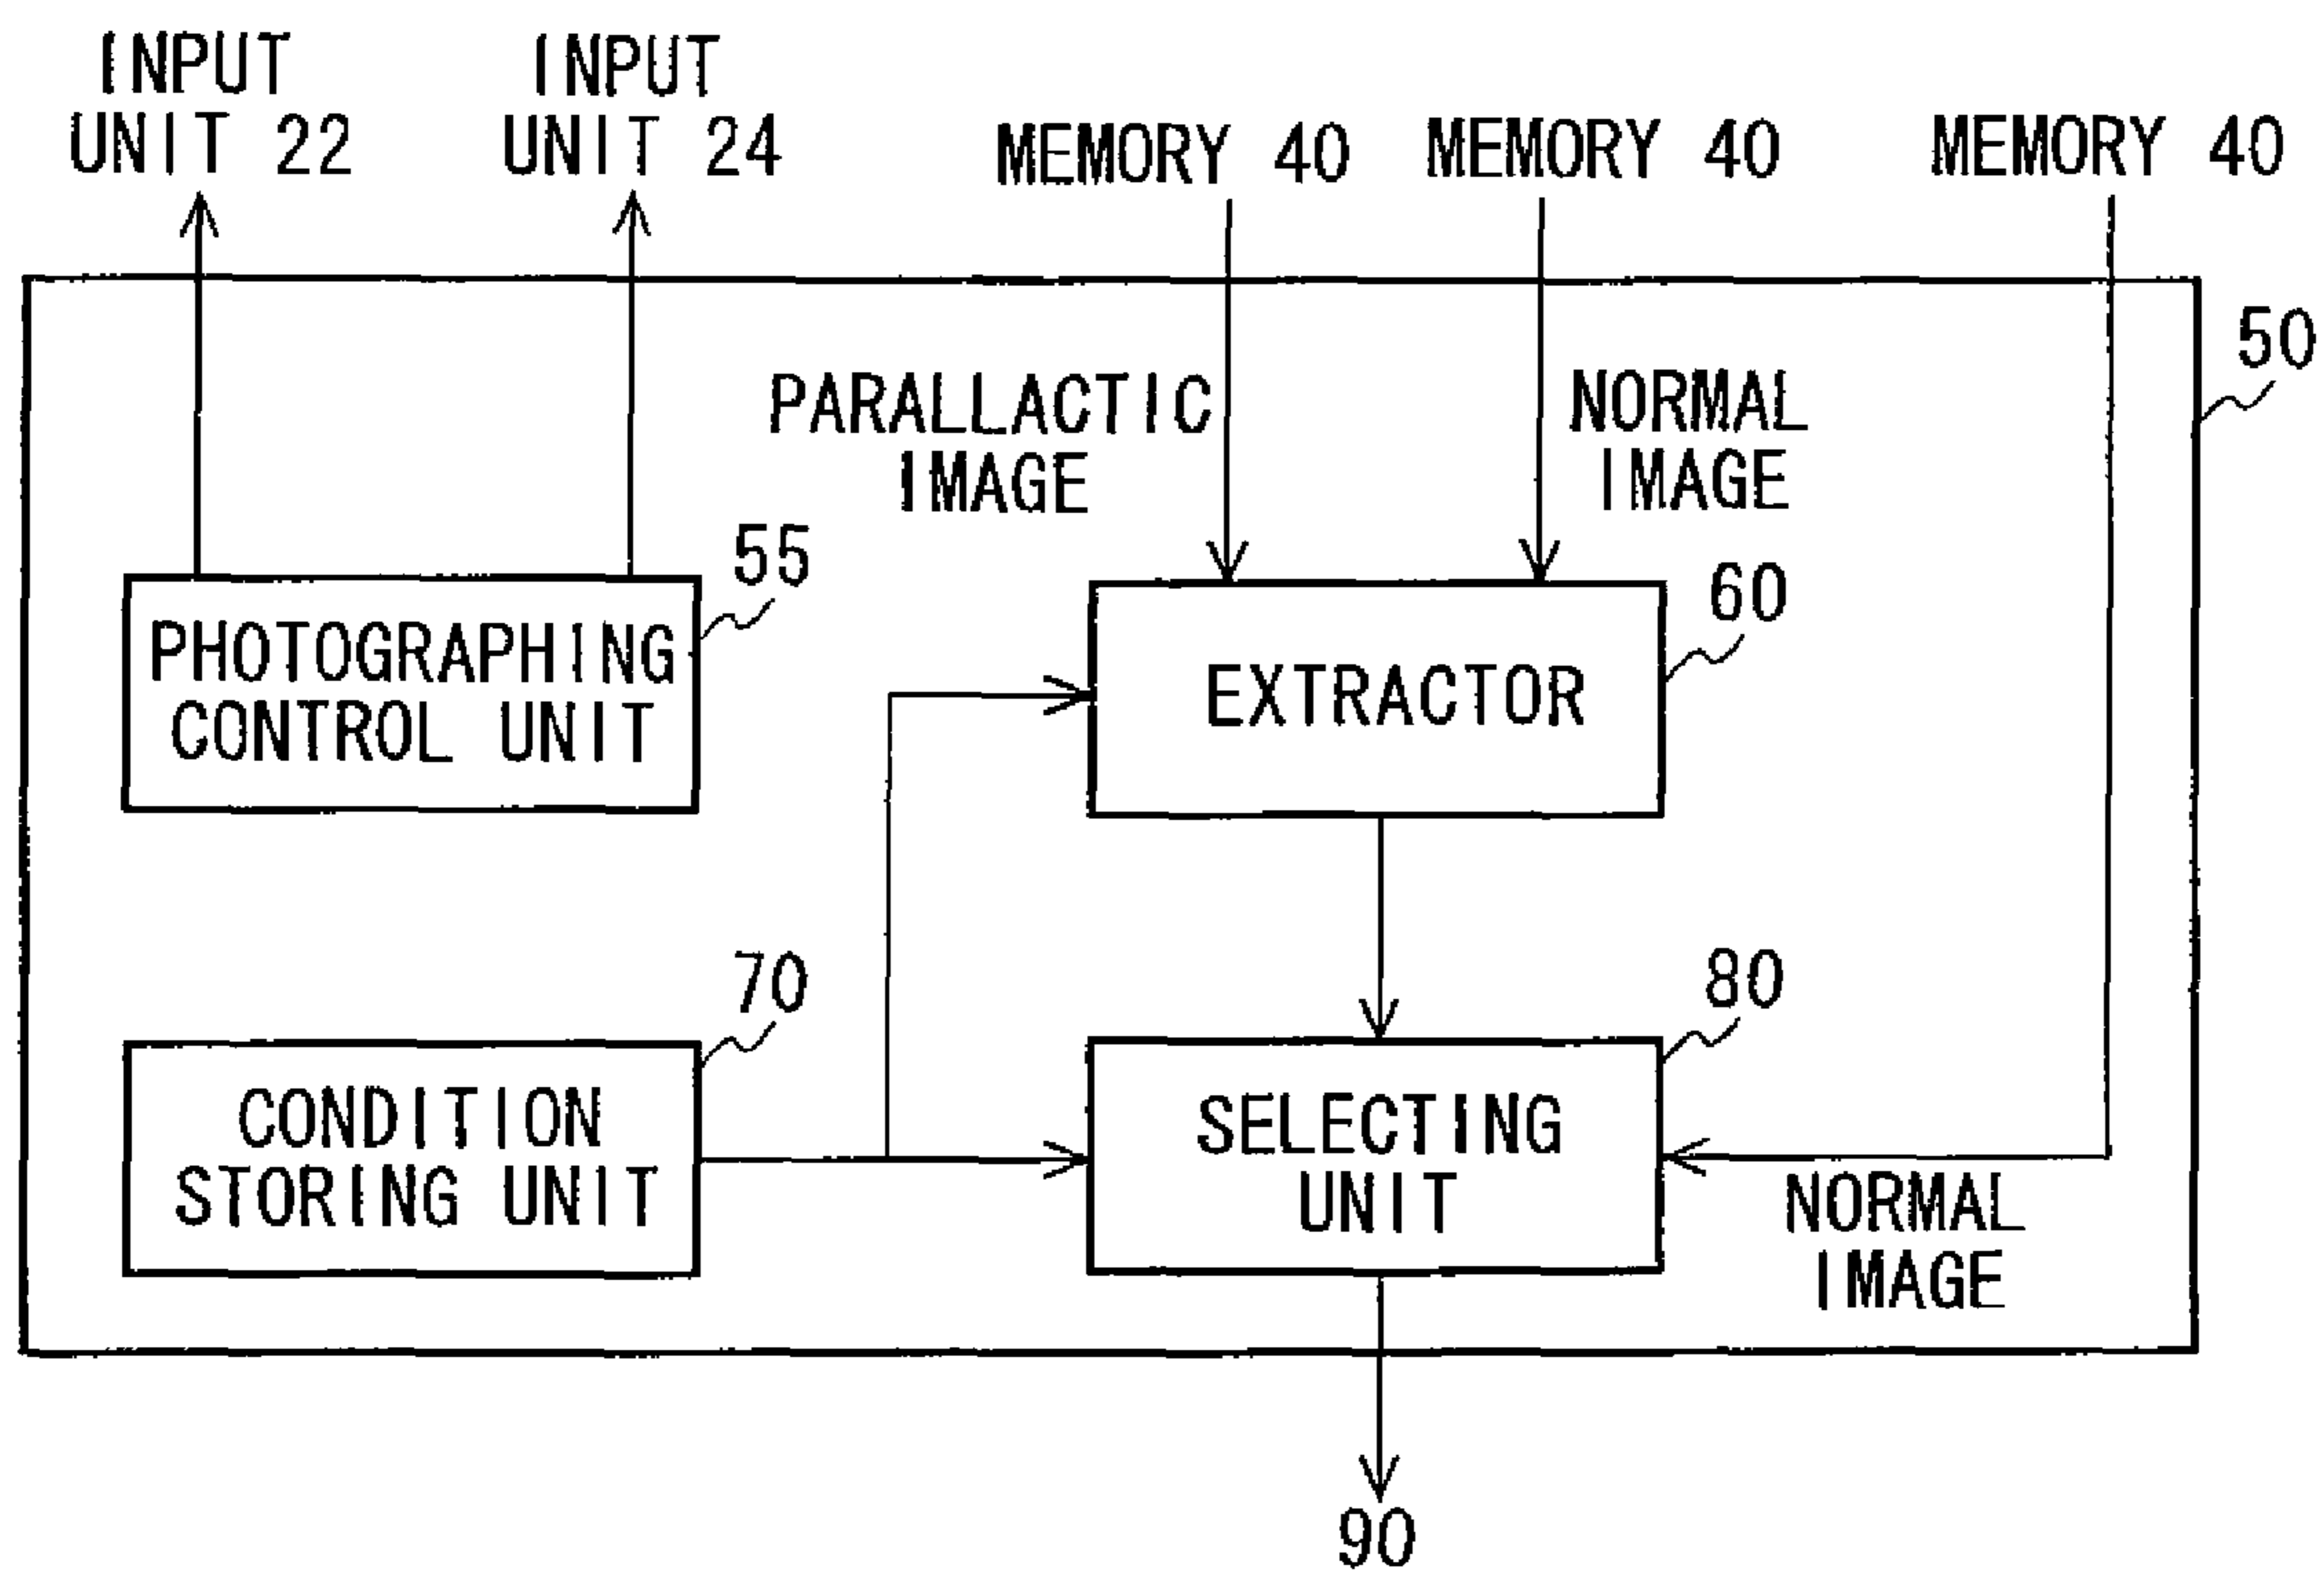 INPUT
UNIT 22
INPUT
UNIT 24
MEMORY 40
MEMORY 40
MEMORY 40
50
PARALLACTIC
IMAGE
NORMAL
IMAGE
55
PHOTOGRAPHING
CONTROL UNIT
60
EXTRACTOR
70
CONDITION
STORING UNIT
80
SELECTING
UNIT
NORMAL
IMAGE
90